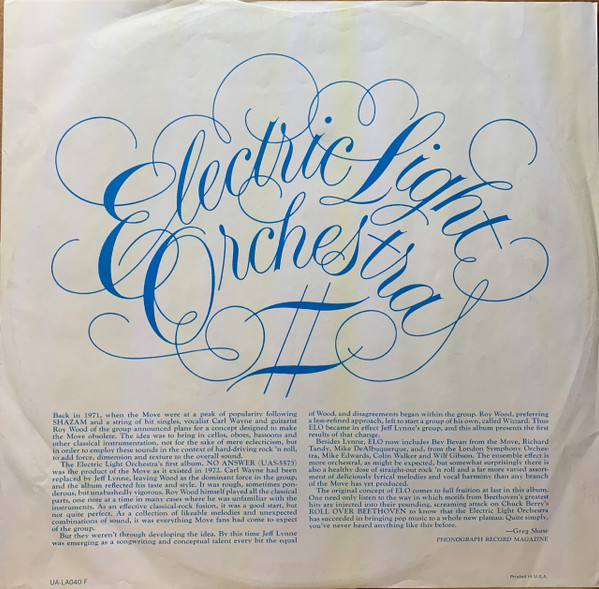 Electric Light
Orchestra
II
Back in 1971, when the Move were at a peak of popularity following
SHAZAM and a string of hit singles, vocalist Carl Wayne and guitarist
Roy Wood of the group announced plans for a concept designed to make
the Move obsolete. The idea was to bring in cellos, oboes, bassoons and
other classical instrumentation, not for the sake of mere eclecticism, but
in order to employ these sounds in the context of hard-driving rock 'n roll,
to add force, dimension and texture to the overall sound.
The Electric Light Orchestra's first album, NO ANSWER (UAS-5573)
was the product of the Move as it existed in 1972. Carl Wayne had been
replaced by Jeff Lynne, leaving Wood as the dominant force in the group,
and the album reflected his taste and style. It was rough, sometimes pon-
derous, but unabashedly vigorous. Roy Wood himself played all the classical
parts, one note at a time in many cases where he was unfamiliar with the
instruments. As an effective classical-rock fusion, it was a good start, but
not quite perfect. As a collection of likable melodies and unexpected
combinations of sound, it was everything Move fans had come to expect
of the group.
But they weren't through developing the idea. By this time Jeff Lynne
was emerging as a songwriting and conceptual talent every bit the equal
of Wood, and disagreements began within the group. Roy Wood, preferring
a less-refined approach, left to start a group of his own, called Wizard. Thus
ELO became in effect Jeff Lynne's group, and this album presents the first
results of that change.
Besides Lynne, ELO now includes Bev Bevan from the Move, Richard
Tandy, Mike DeAlbuquerque, and, from the London Symphony Orches-
tra, Mike Edwards, Colin Walker and Wilf Gibson. The ensemble effect is
more orchestral, as might be expected, but somewhat surprisingly there is
also a healthy dose of straight-out rock 'n roll and a far more varied assort-
ment of deliciously lyrical melodies and vocal harmony than any branch
of the Move has yet produced.
The original concept of ELO comes to full fruition at last in this album.
One need only listen to the way in which motifs from Beethoven's greatest
hits are injected into their pounding, screaming attack on Chuck Berry's
ROLL OVER BEETHOVEN to know that the Electric Light Orchestra
has succeeded in bringing pop music to a whole new plateau. Quite simply,
you've never heard anything like this before.
—Greg Shaw
PHONOGRAPH RECORD MAGAZINE
UA-LA040-F
Printed in U.S.A.